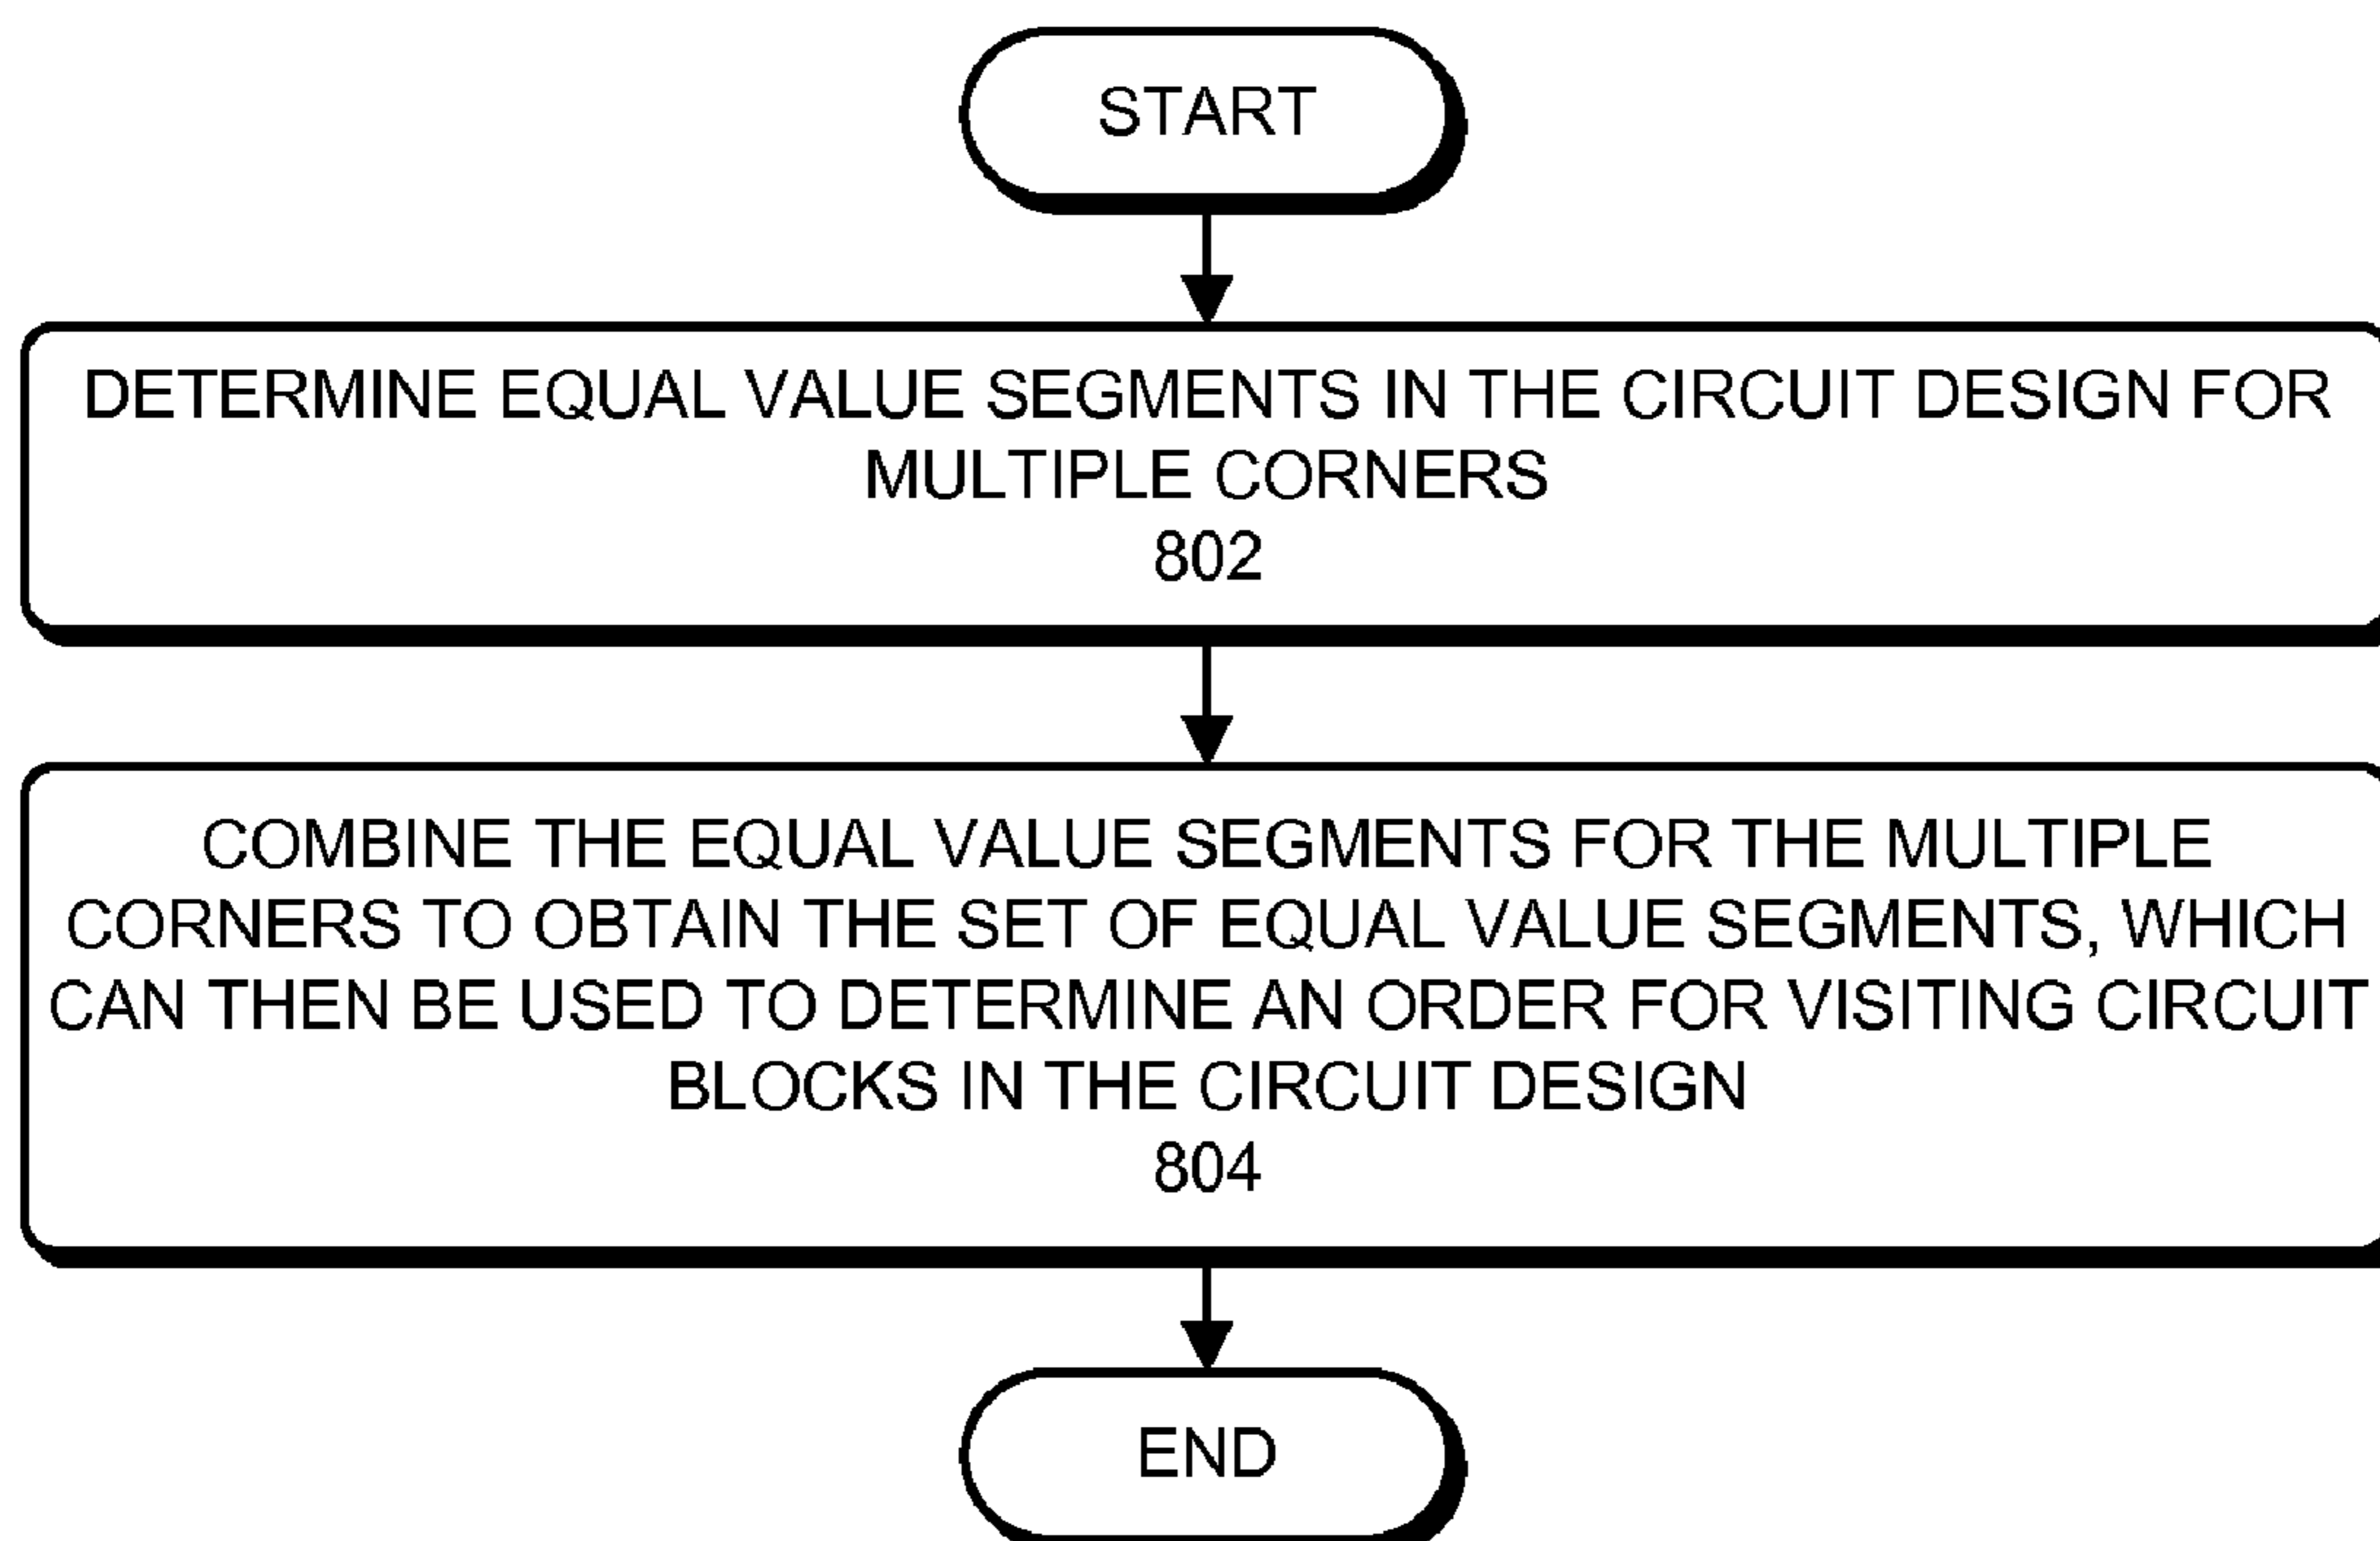 START
DETERMINE EQUAL VALUE SEGMENTS IN THE CIRCUIT DESIGN FOR
MULTIPLE CORNERS
802
COMBINE THE EQUAL VALUE SEGMENTS FOR THE MULTIPLE
CORNERS TO OBTAIN THE SET OF EQUAL VALUE SEGMENTS, WHICH
CAN THEN BE USED TO DETERMINE AN ORDER FOR VISITING CIRCUIT
BLOCKS IN THE CIRCUIT DESIGN
804
END